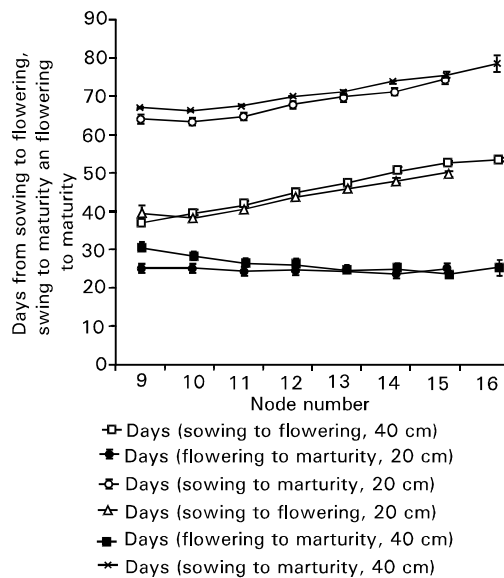 Days from sowing to flowering,
swing to maturity an flowering
to maturity
90
80
70
60
50
40
30
20
10
0
9 10 11 12 13 14 15 16
Node number
Days (sowing to flowering, 40 cm)
Days (flowering to marturity, 20 cm)
Days (sowing to marturity, 20 cm)
Days (sowing to flowering, 20 cm)
Days (flowering to marturity, 40 cm)
Days (sowing to marturity, 40 cm)